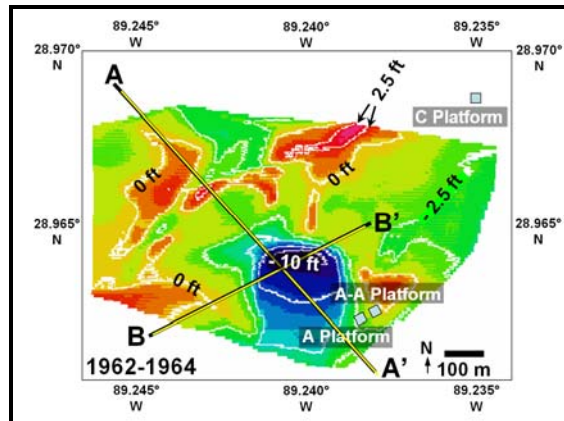 89.245° 89.240° 89.235°
W W W
28.970° 28.970°
N N
A
2.5 ft
C Platform
0 ft
0 ft
- 2.5 ft
28.965° 28.965°
N N
B'
- 10 ft
0 ft
A-A Platform
B
A Platform
1962-1964
A'
N
100 m
89.245° 89.240° 89.235°
W W W